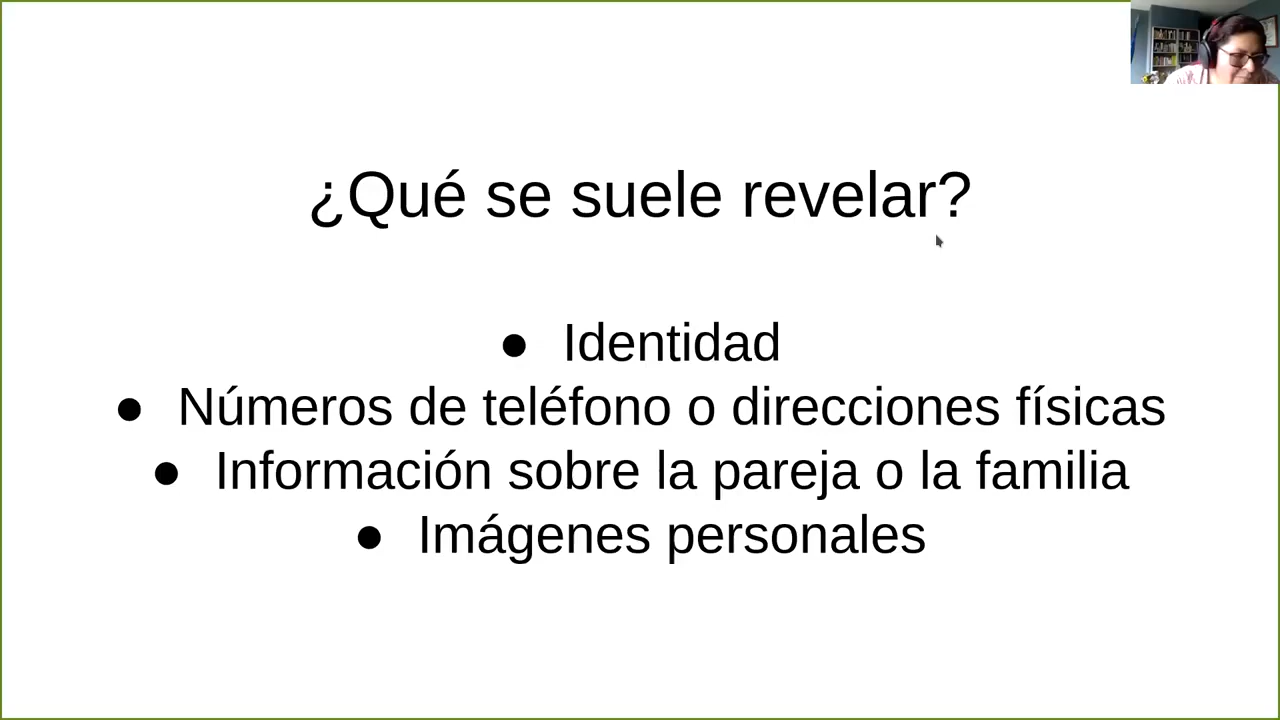 ¿Qué se suele revelar?
● Identidad
● Números de teléfono o direcciones físicas
● Información sobre la pareja o la familia
● Imágenes personales